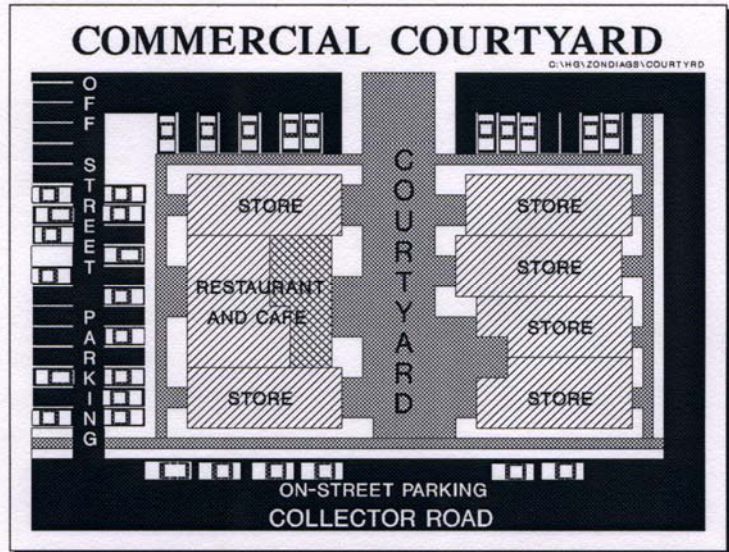 COMMERCIAL COURTYARD
C:\HG\ZONDIAGS\COURTYRD
OFF STREET PARKING
STORE
RESTAURANT
AND CAFE
STORE
COURTYARD
STORE
STORE
STORE
STORE
ON-STREET PARKING
COLLECTOR ROAD